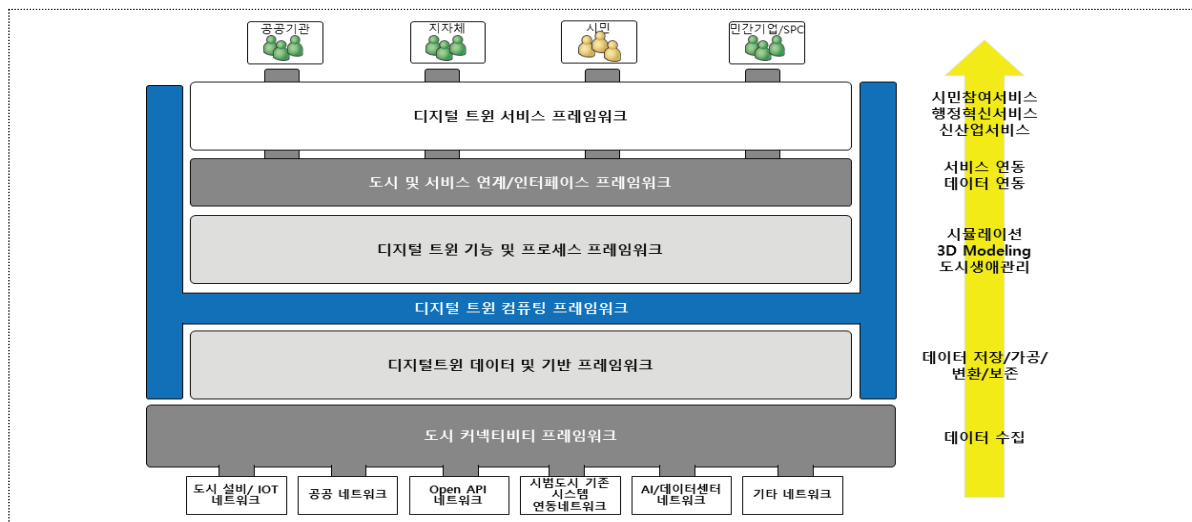 공공기관
지자체
시민
민간기업/SPC
디지털 트윈 서비스 프레임워크
시민참여서비스
행정혁신서비스
신산업서비스
도시 및 서비스 연계/인터페이스 프레임워크
서비스 연동
데이터 연동
디지털 트윈 기능 및 프로세스 프레임워크
시뮬레이션
3D Modeling
도시생애관리
디지털 트윈 컴퓨팅 프레임워크
디지털트윈 데이터 및 기반 프레임워크
데이터 저장/가공/
변환/보존
도시 커넥티비티 프레임워크
데이터 수집
도시 설비/ IOT
네트워크
공공 네트워크
Open API
네트워크
시범도시 기존
시스템
연동네트워크
AI/데이터센터
네트워크
기타 네트워크